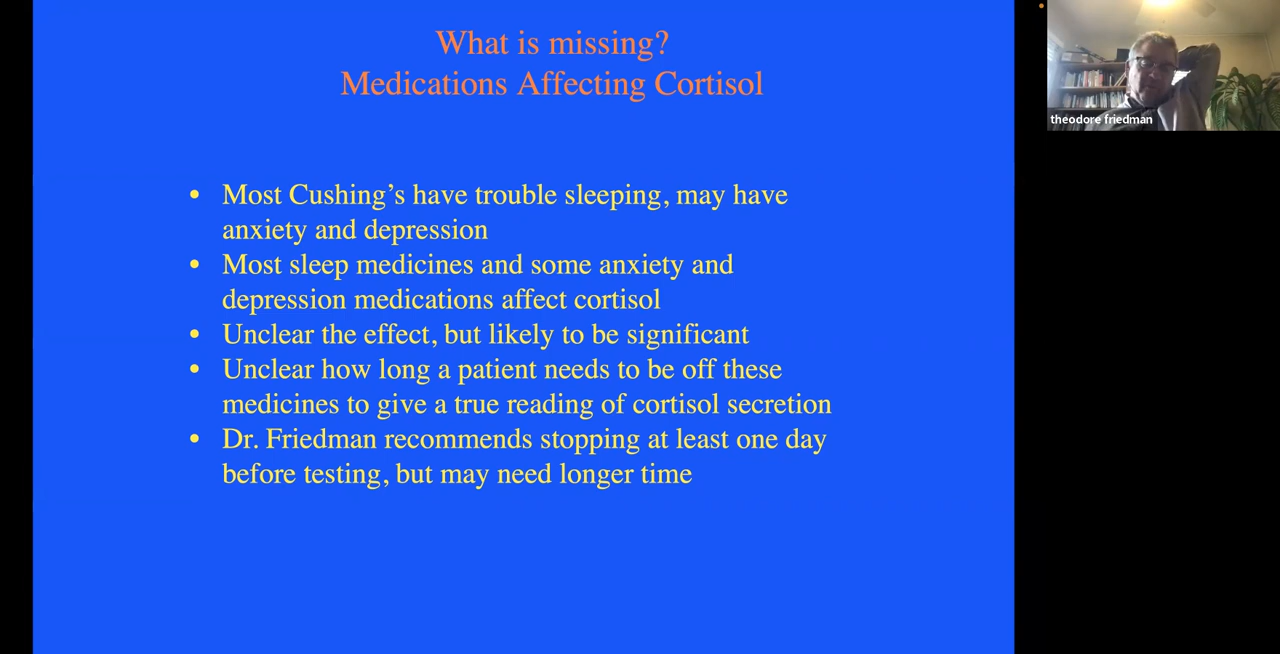 What is missing?
Medications Affecting Cortisol
• Most Cushing’s have trouble sleeping, may have
anxiety and depression
• Most sleep medicines and some anxiety and
depression medications affect cortisol
• Unclear the effect, but likely to be significant
• Unclear how long a patient needs to be off these
medicines to give a true reading of cortisol secretion
• Dr. Friedman recommends stopping at least one day
before testing, but may need longer time
theodore friedman